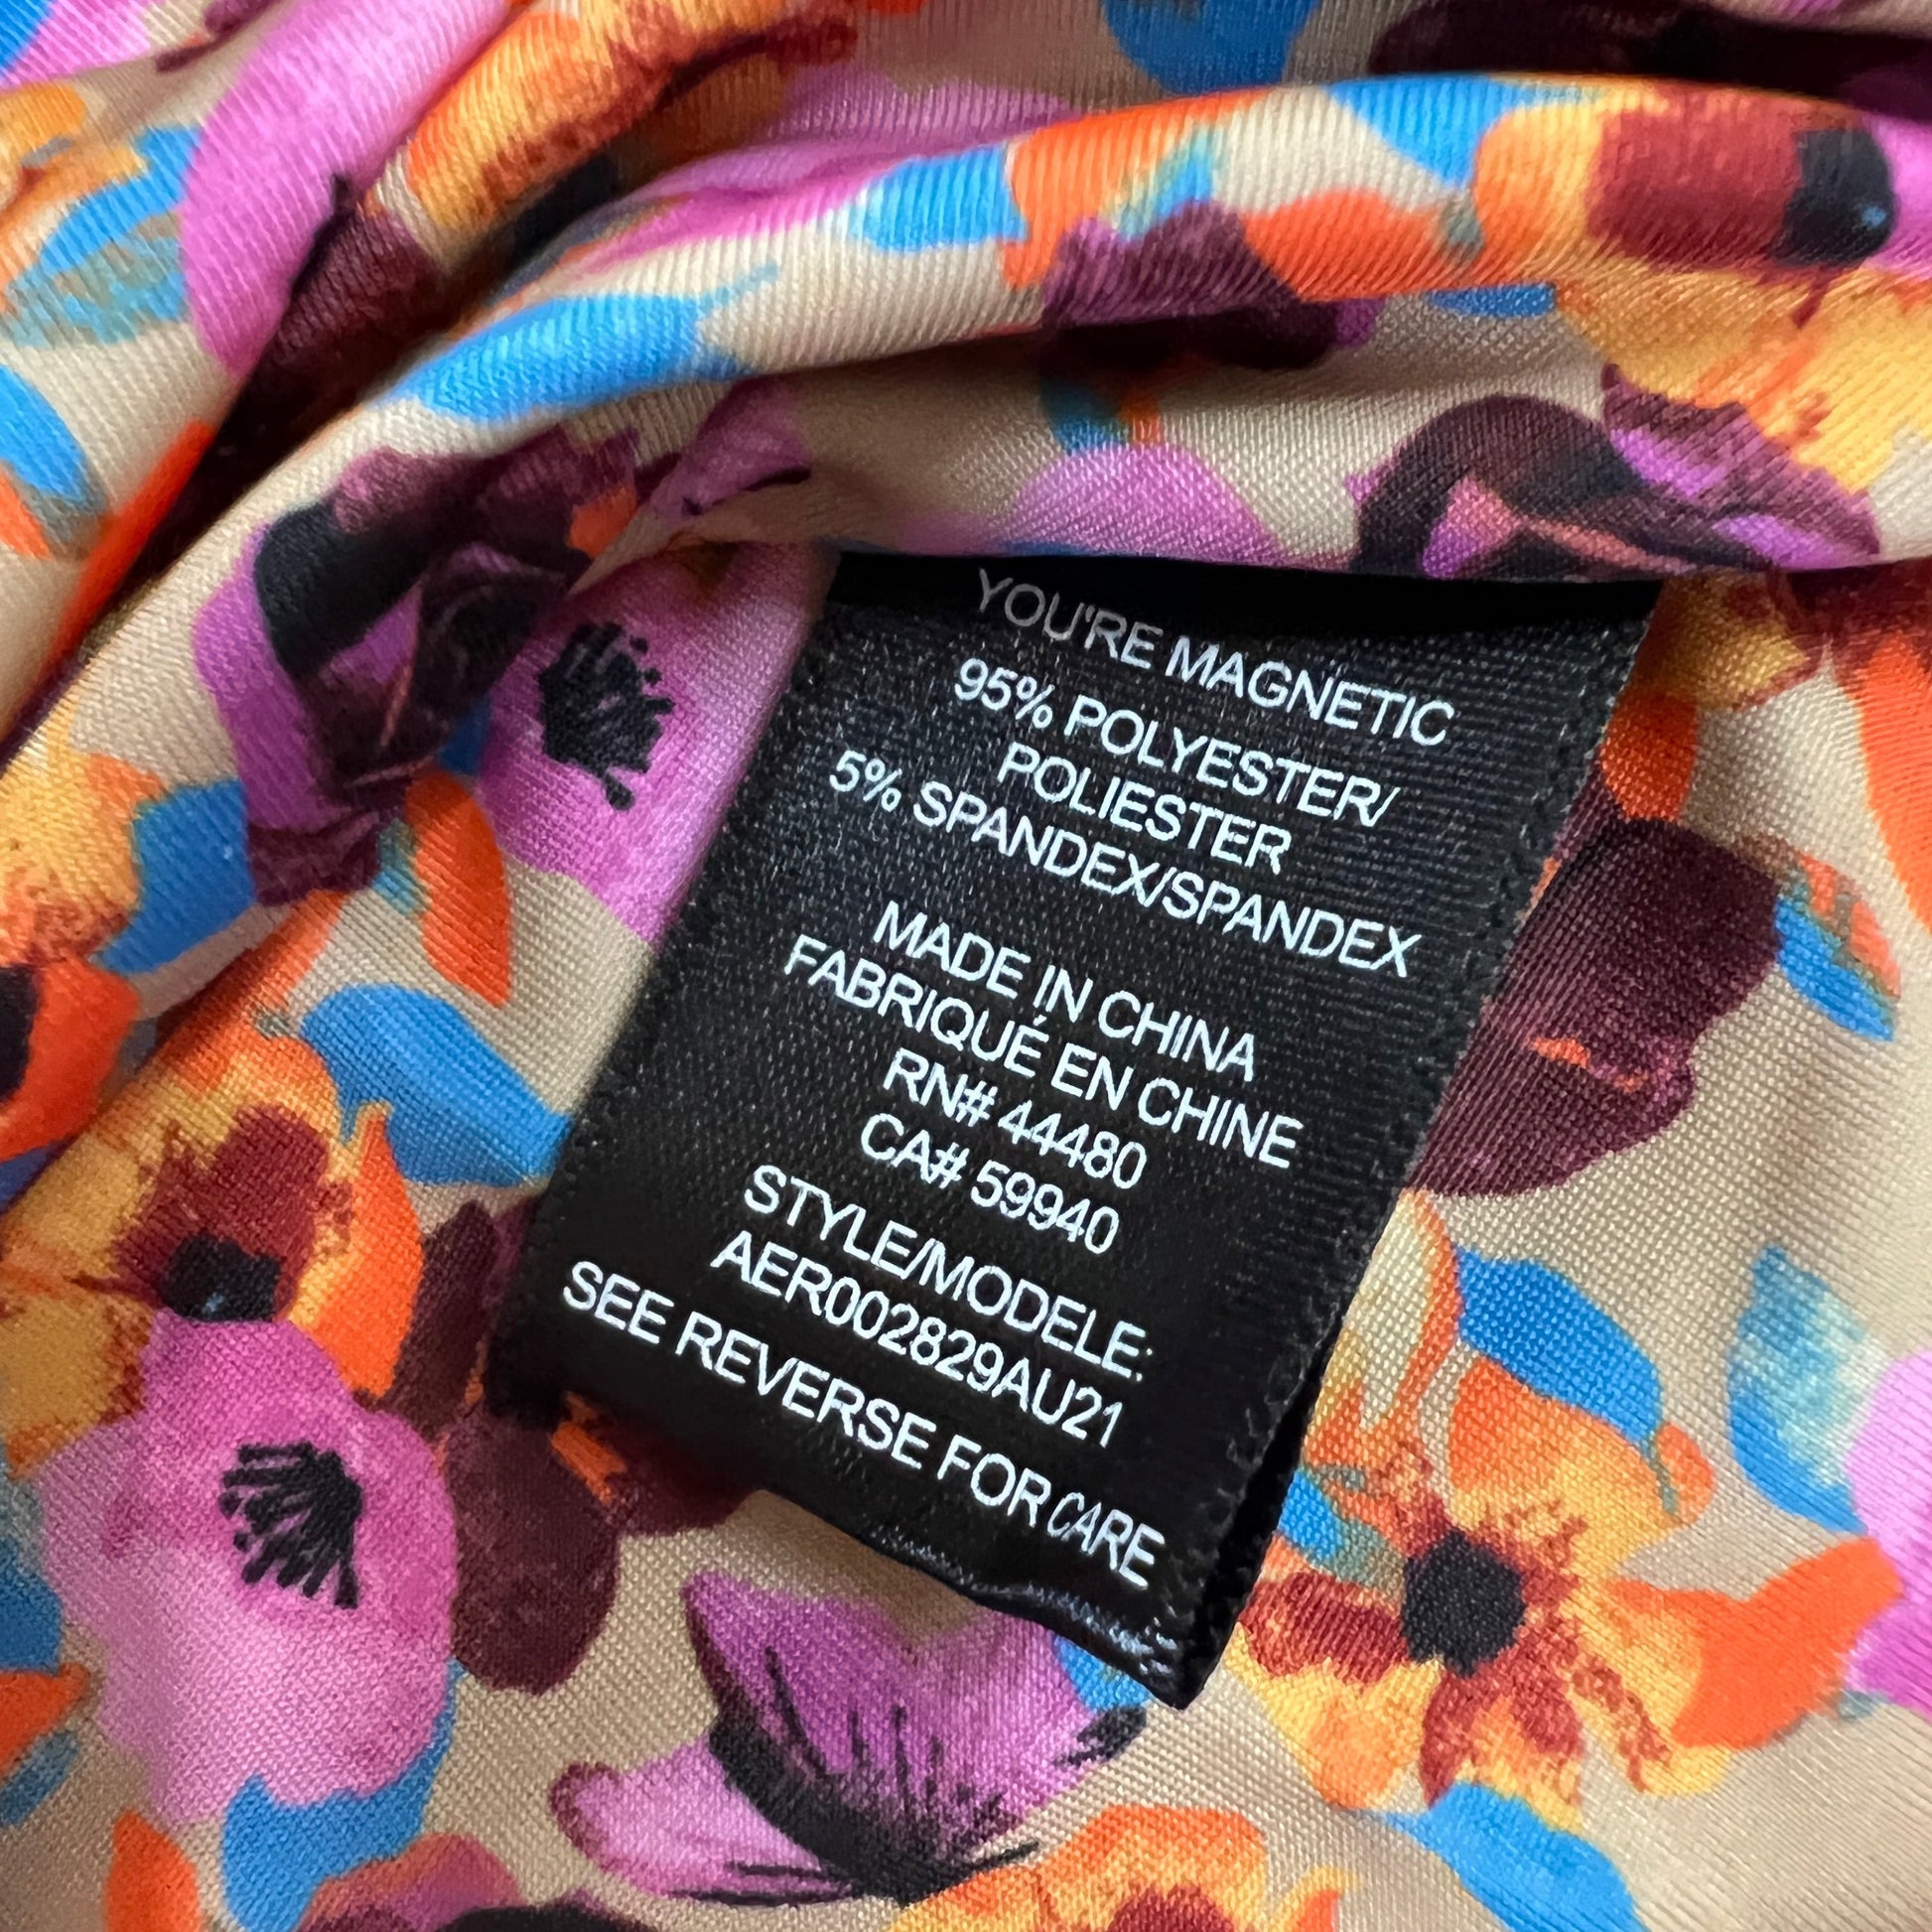 YOU'RE MAGNETIC
95% POLYESTER/
POLIESTER
5% SPANDEX/SPANDEX
MADE IN CHINA
FABRIQUÉ EN CHINE
RN# 44480
CA# 59940
STYLE/MODELE:
AER002829AU21
SEE REVERSE FOR CARE